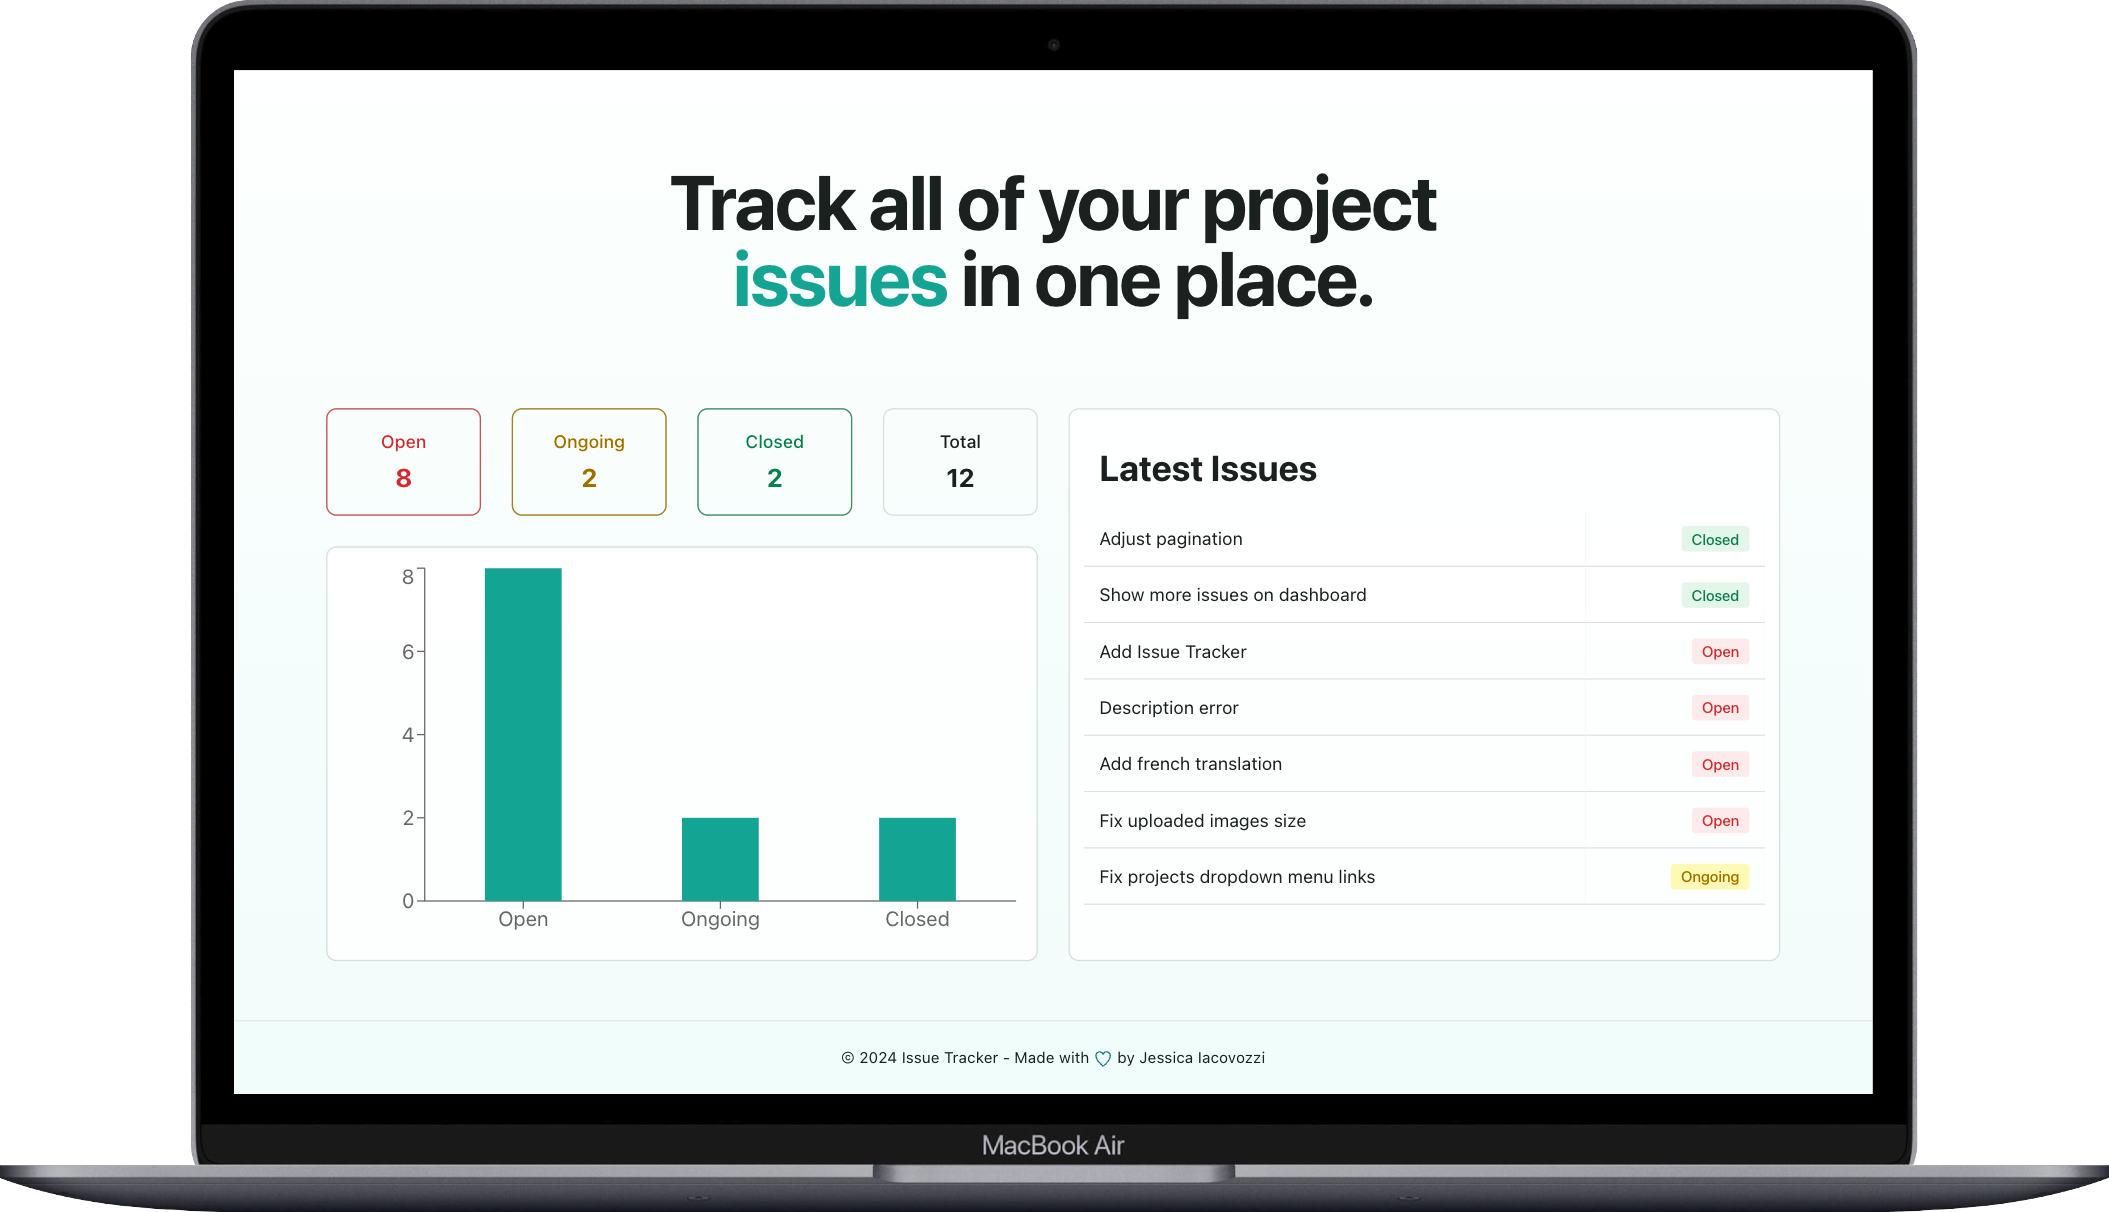 Track all of your project
issues in one place.
Open
8
Ongoing
2
Closed
2
Total
12
8
6
4
2
0
Open
Ongoing
Closed
Latest Issues
Adjust pagination
Closed
Show more issues on dashboard
Closed
Add Issue Tracker
Open
Description error
Open
Add french translation
Open
Fix uploaded images size
Open
Fix projects dropdown menu links
Ongoing
© 2024 Issue Tracker - Made with ♡ by Jessica Iacovozzi
MacBook Air